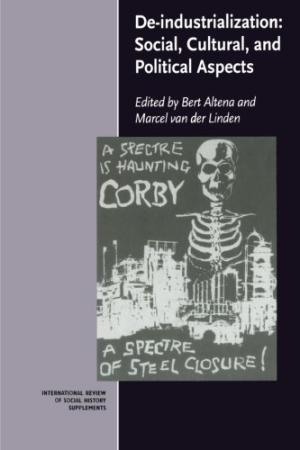 De-industrialization:
Social, Cultural, and
Political Aspects
Edited by Bert Altena and
Marcel van der Linden
A SPECTRE
IS HAUNTING
CORBY
A SPECTRE
OF STEEL CLOSURE!
INTERNATIONAL REVIEW
OF SOCIAL HISTORY
SUPPLEMENTS